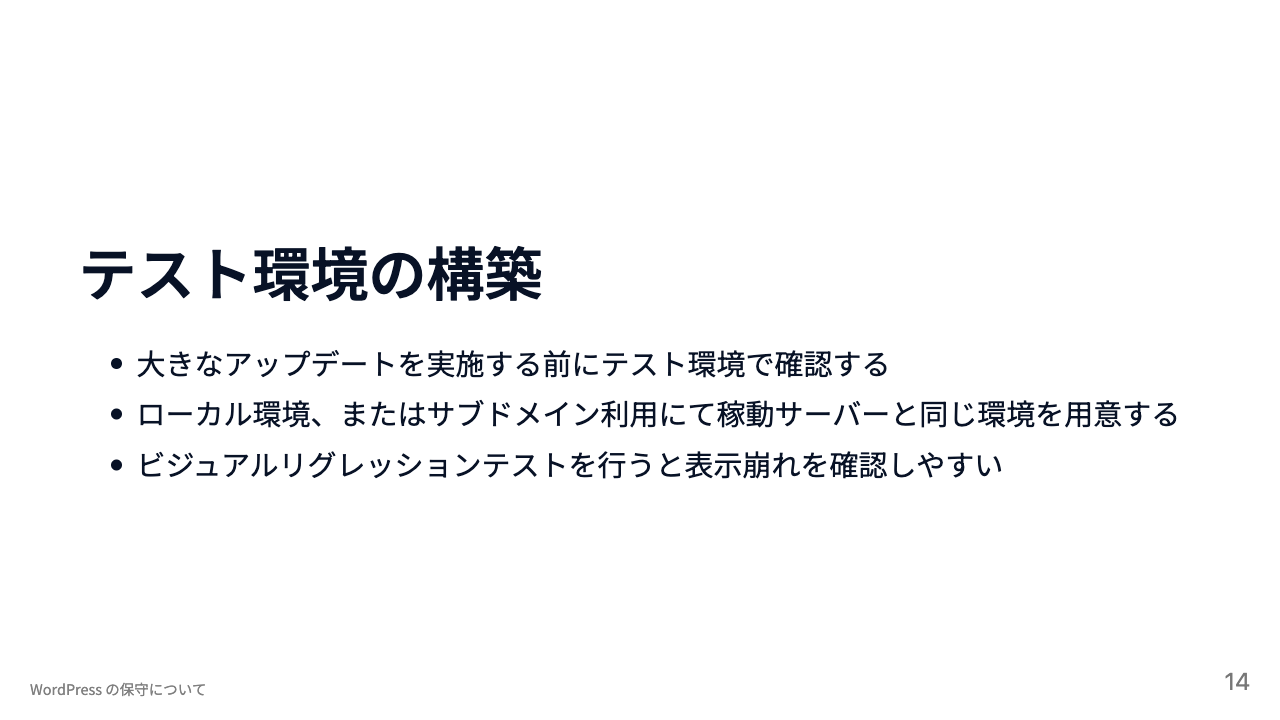 テスト環境の構築
大きなアップデートを実施する前にテスト環境で確認する
ローカル環境、またはサブドメイン利用にて稼動サーバーと同じ環境を用意する
ビジュアルリグレッションテストを行うと表示崩れを確認しやすい
WordPress の保守について
14